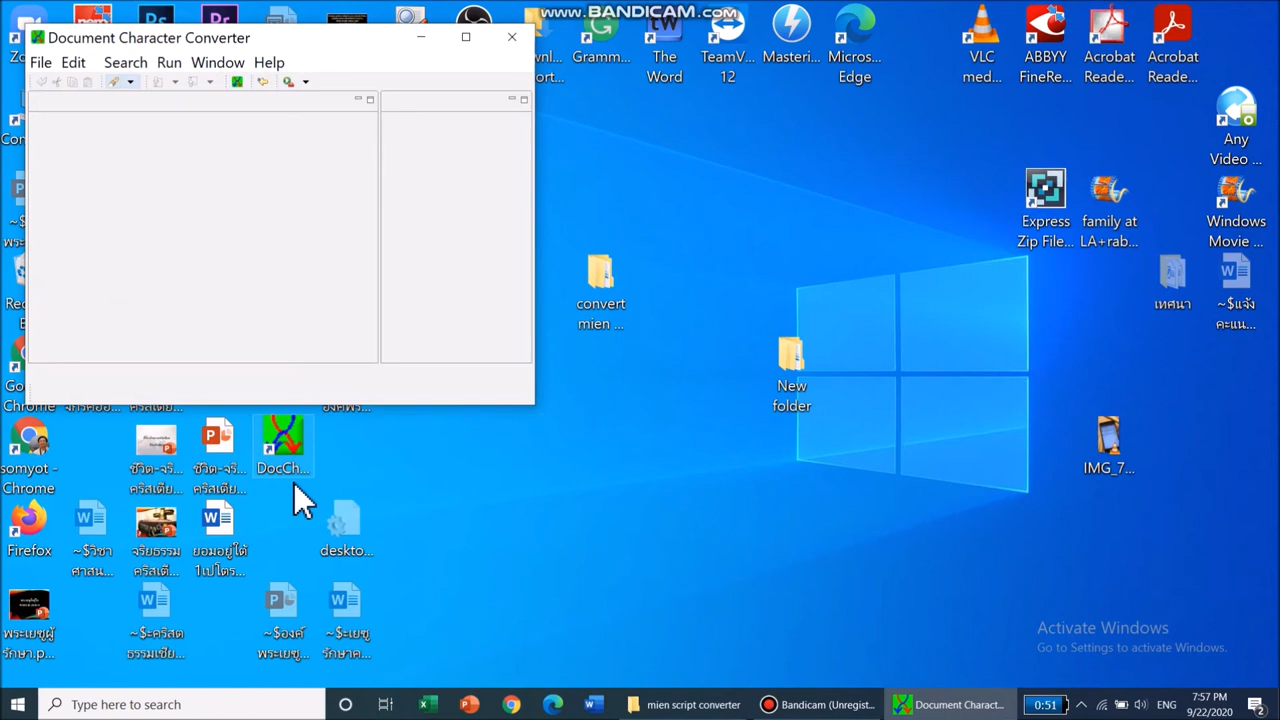 www.BANDICAM.com
Document Character Converter
File Edit Search Run Window Help
Gramm...
LW
The
Word
TeamV...
12
Masteri...
Micros...
Edge
VLC
med...
ABBYY
FineRe...
Acrobat
Reade...
Acrobat
Reade...
Any
Video ...
Express
Zip File...
family at
LA+rab...
Windows
Movie ...
เทศนา
~$แจ้ง
คะแน...
convert
mien ...
New
folder
IMG_7...
somyot -
Chrome
ชีวิต-จริ...
คริสเตีย...
ชีวิต-จริ...
คริสเตีย...
DocCh...
Firefox
~$วิชา
ศาสน...
จริยธรรม
คริสเตี...
ยอมอยู่ใต้
1เปโตร...
deskto...
พระเยซูผู้
รักษา.p...
~$ะคริสต
ธรรมเซีย...
~$องค์
พระเยซู...
~$ะเยซู
รักษาค...
Activate Windows
Go to Settings to activate Windows.
Type here to search
mien script converter
Bandicam (Unregist...
Document Charact...
0:51
ENG
7:57 PM
9/22/2020
2